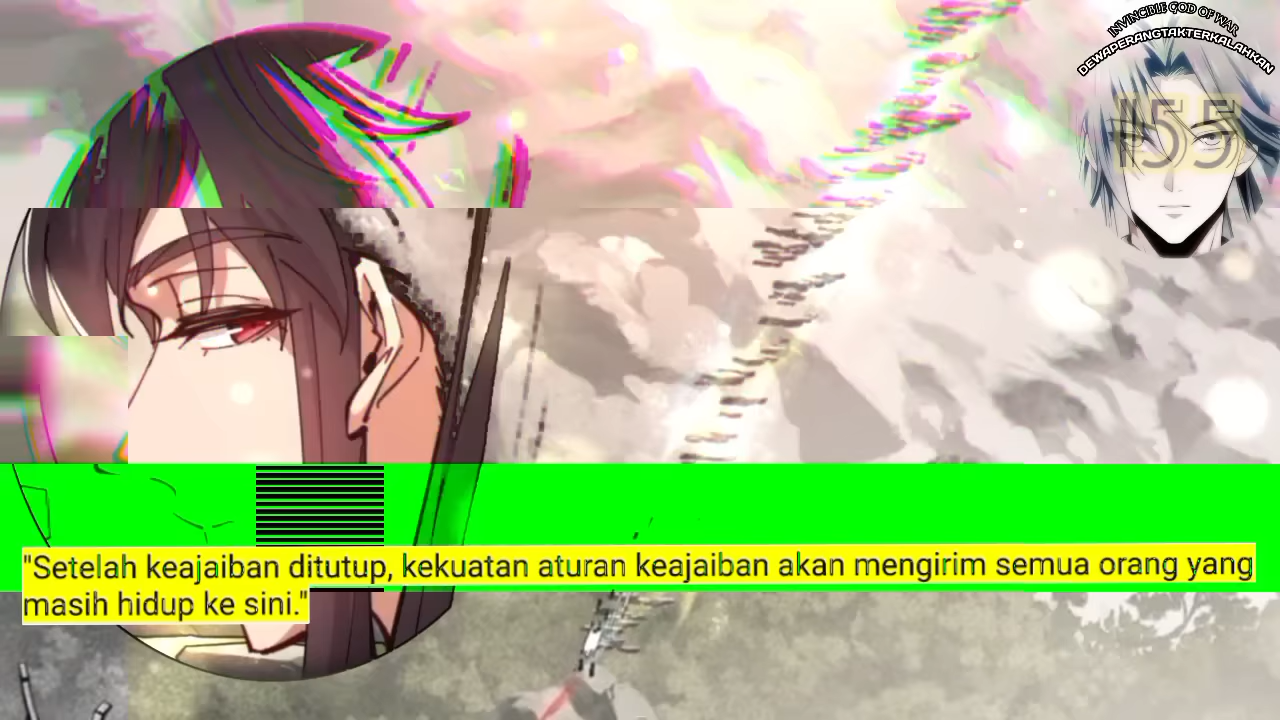 INVINCIBLE GOD OF WAR
DEWAPERANGTAKTERKALAHKAN
155
"Setelah keajaiban ditutup, kekuatan aturan keajaiban akan mengirim semua orang yang
masih hidup ke sini."